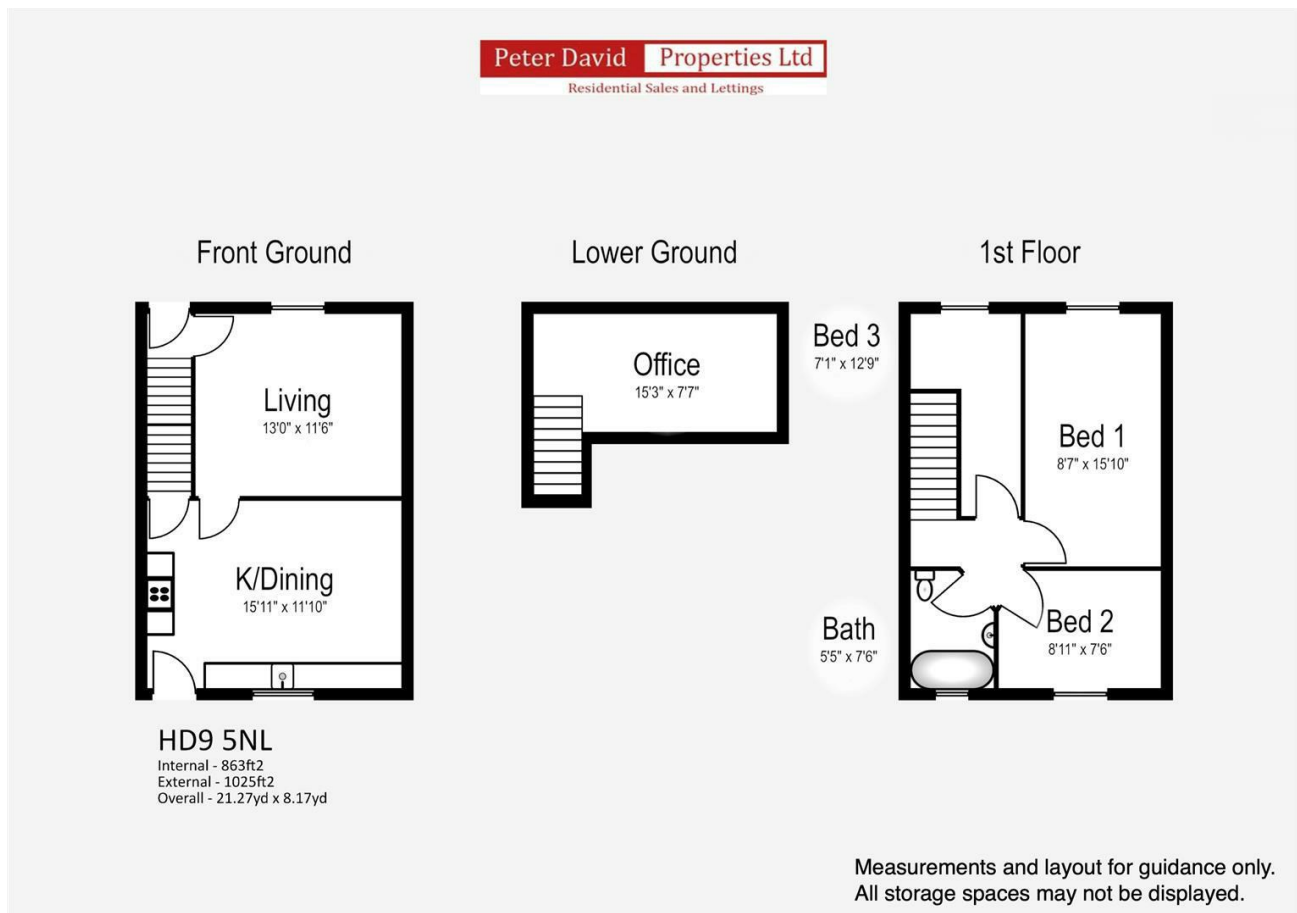 Peter David Properties Ltd
Residential Sales and Lettings
Front Ground
Living
13'0" x 11'6"
K/Dining
15'11" x 11'10"
HD9 5NL
Internal - 863ft2
External - 1025ft2
Overall - 21.27yd x 8.17yd
Lower Ground
Office
15'3" x 7'7"
1st Floor
Bed 3
7'1" x 12'9"
Bed 1
8'7" x 15'10"
Bath
5'5" x 7'6"
Bed 2
8'11" x 7'6"
Measurements and layout for guidance only.
All storage spaces may not be displayed.